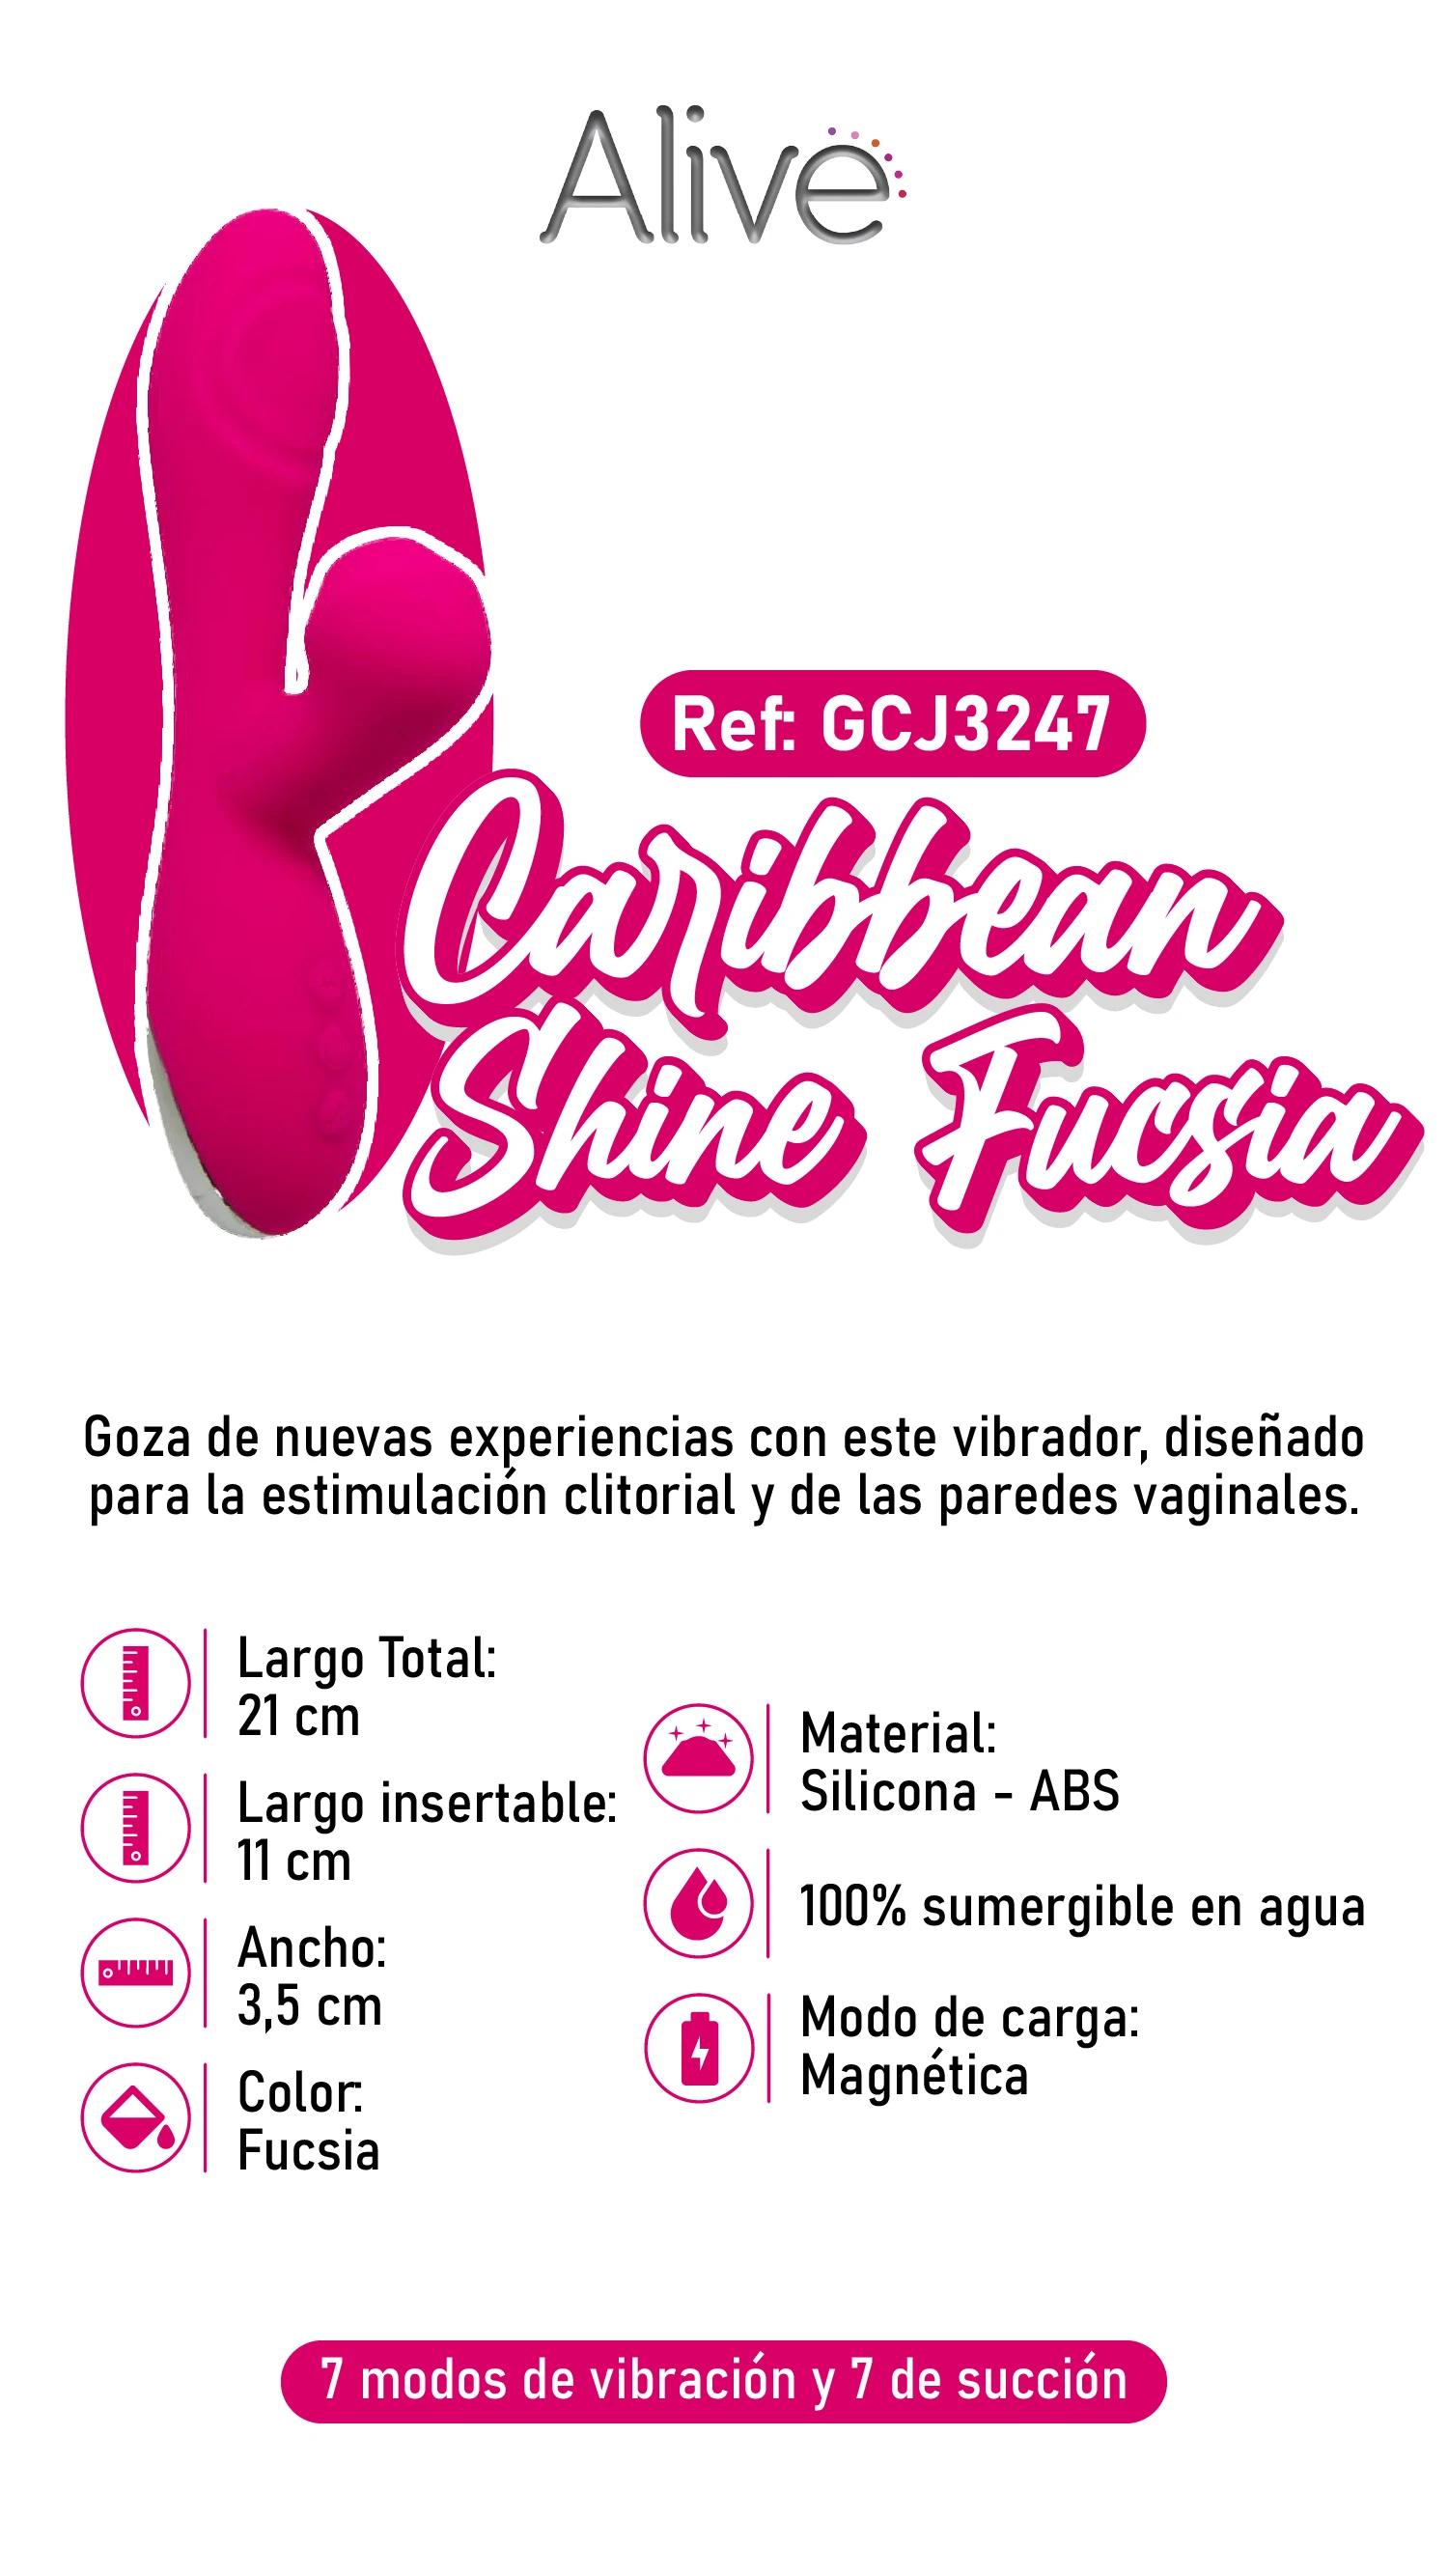 Alive
Ref: GCJ3247
Caribbean
Shine Fucsia
Goza de nuevas experiencias con este vibrador, diseñado
para la estimulación clitorial y de las paredes vaginales.
Largo Total:
21 cm
Largo insertable:
11 cm
Ancho:
3,5 cm
Color:
Fucsia
Material:
Silicona - ABS
100% sumergible en agua
Modo de carga:
Magnética
7 modos de vibración y 7 de succión